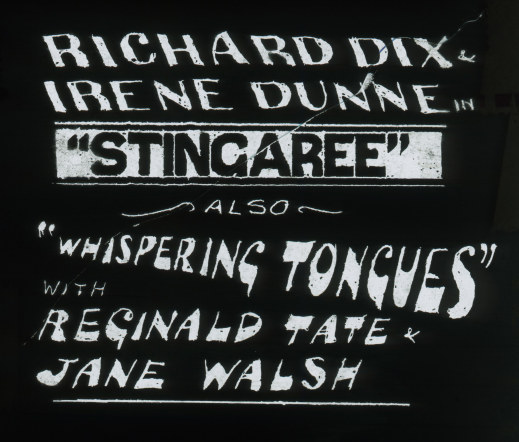 RICHARD DIX &
IRENE DUNNE IN
"STINGAREE"
ALSO
"WHISPERING TONGUES"
WITH
REGINALD TATE &
JANE WALSH